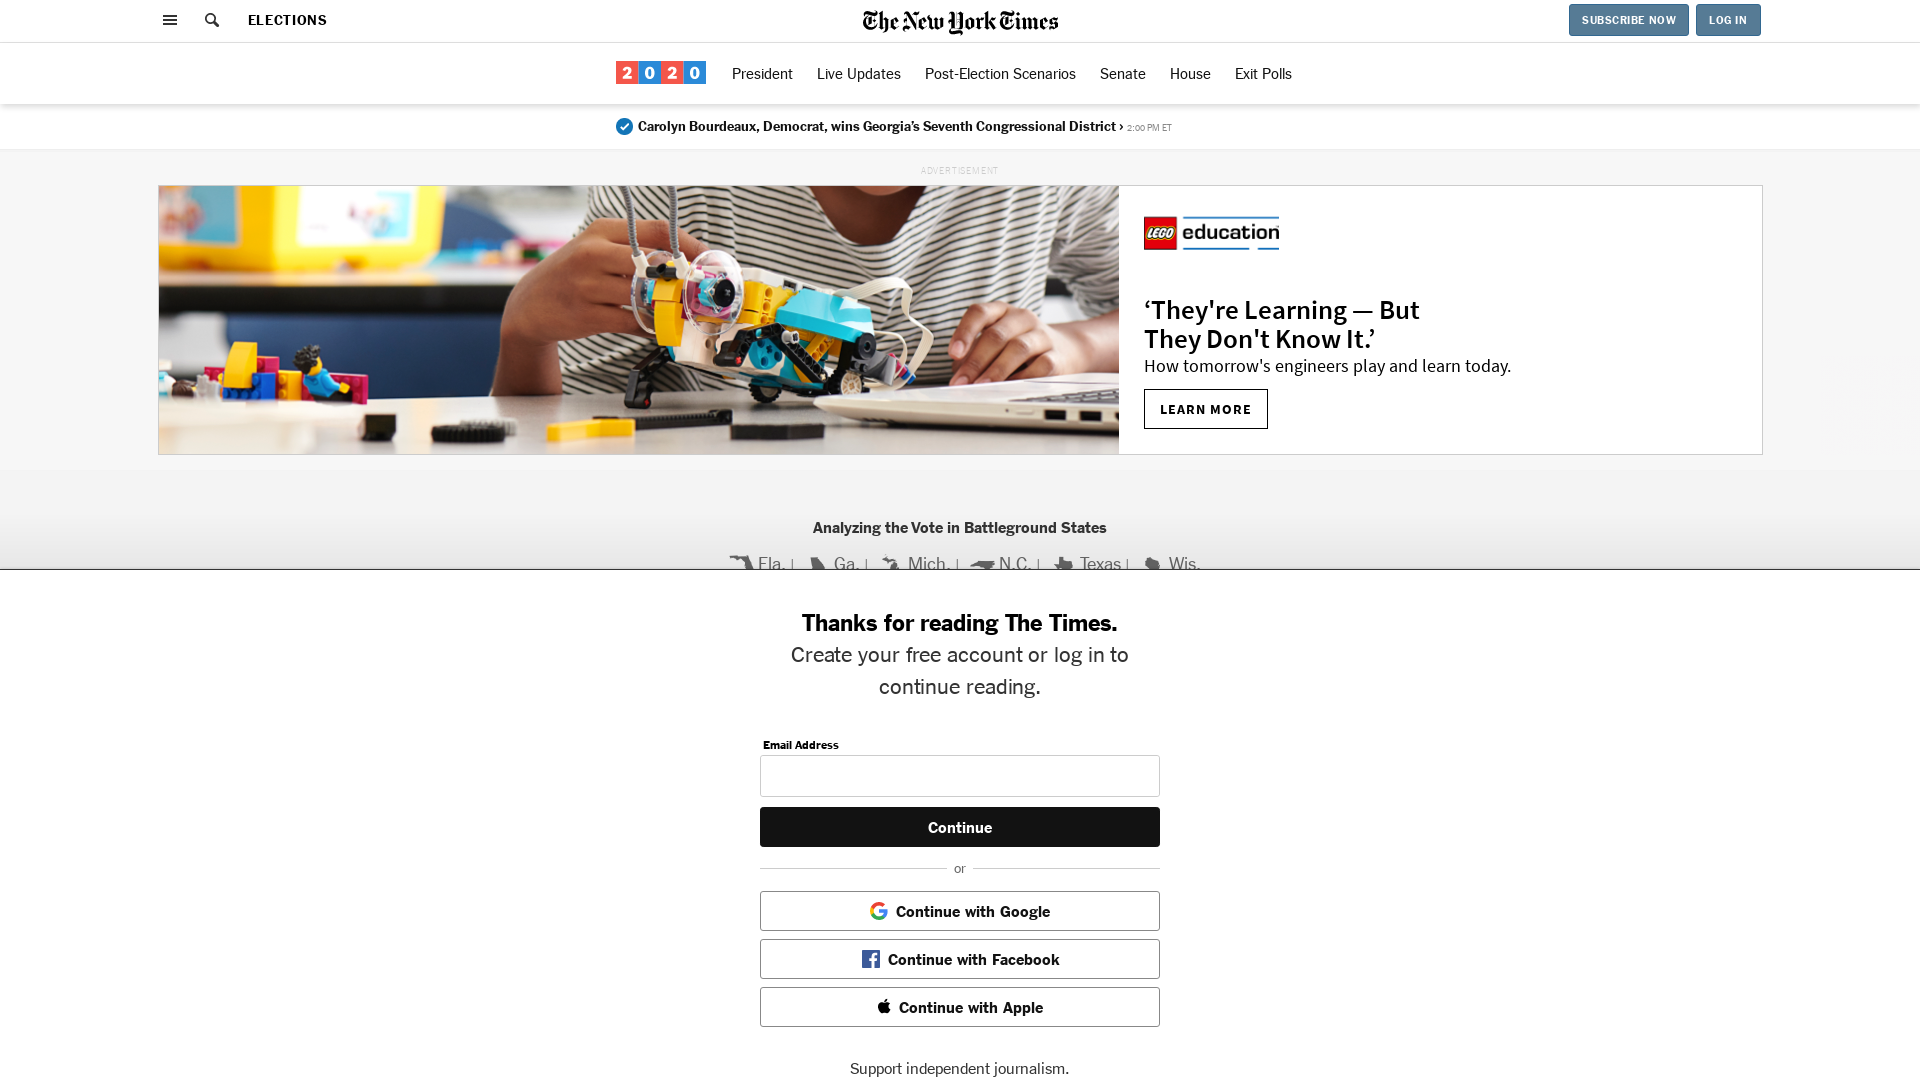 ELECTIONS
The New York Times
SUBSCRIBE NOW
LOG IN
2020
President
Live Updates
Post-Election Scenarios
Senate
House
Exit Polls
Carolyn Bourdeaux, Democrat, wins Georgia’s Seventh Congressional District › 2:00 PM ET
ADVERTISEMENT
LEGO education
‘They're Learning — But
They Don't Know It.’
How tomorrow's engineers play and learn today.
LEARN MORE
Analyzing the Vote in Battleground States
Fla. | Ga. | Mich. | N.C. | Texas | Wis.
Thanks for reading The Times.
Create your free account or log in to
continue reading.
Email Address
Continue
or
Continue with Google
Continue with Facebook
Continue with Apple
Support independent journalism.